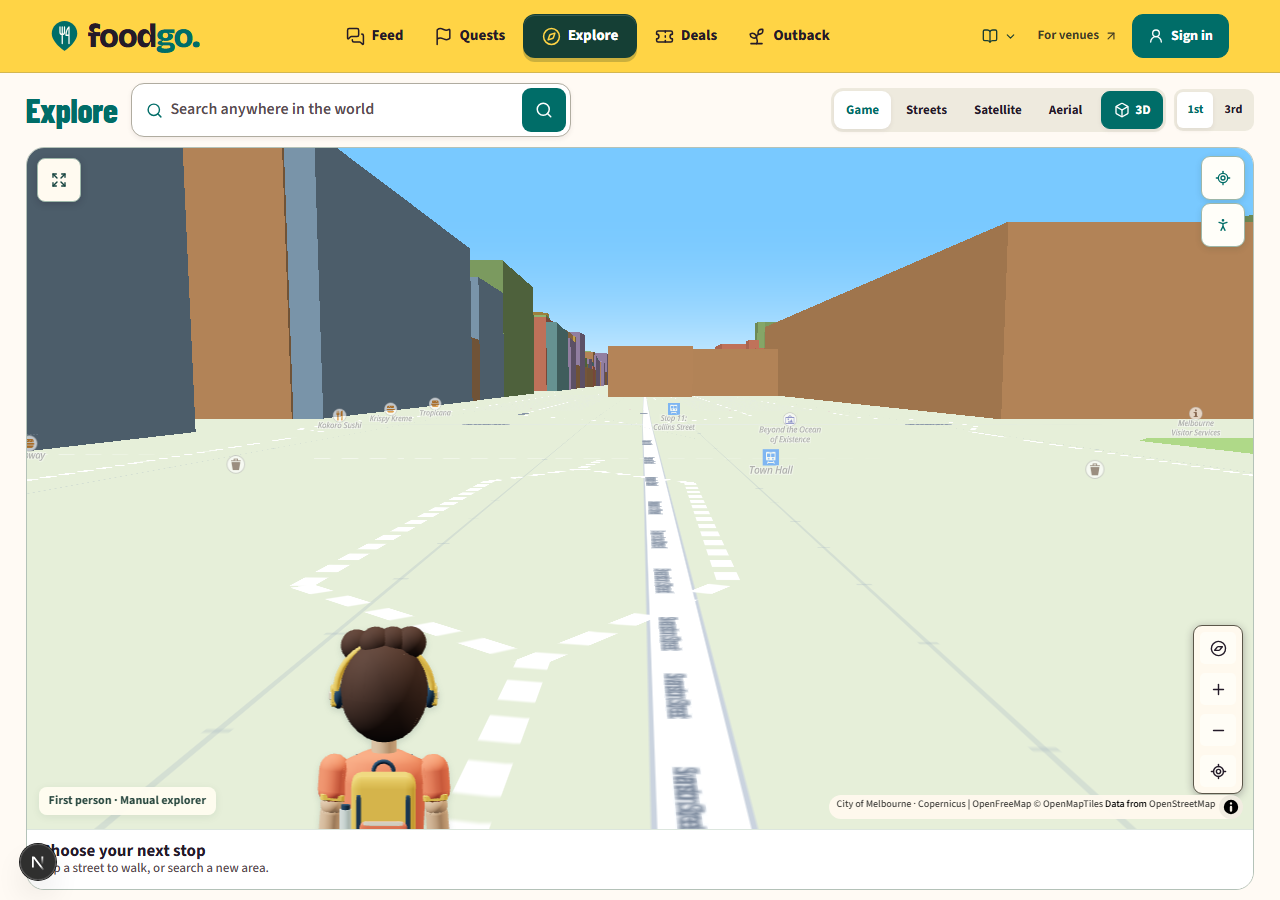 foodgo.
Feed
Quests
Explore
Deals
Outback
For venues
Sign in
Explore
Search anywhere in the world
Game
Streets
Satellite
Aerial
3D
1st
3rd
Kokoro Sushi
Krispy Kreme
Tropicana
Stop 11:
Collins Street
Beyond the Ocean
of Existence
Town Hall
Melbourne
Visitor Services
way
First person · Manual explorer
City of Melbourne · Copernicus | OpenFreeMap © OpenMapTiles Data from OpenStreetMap
hoose your next stop
p a street to walk, or search a new area.
N